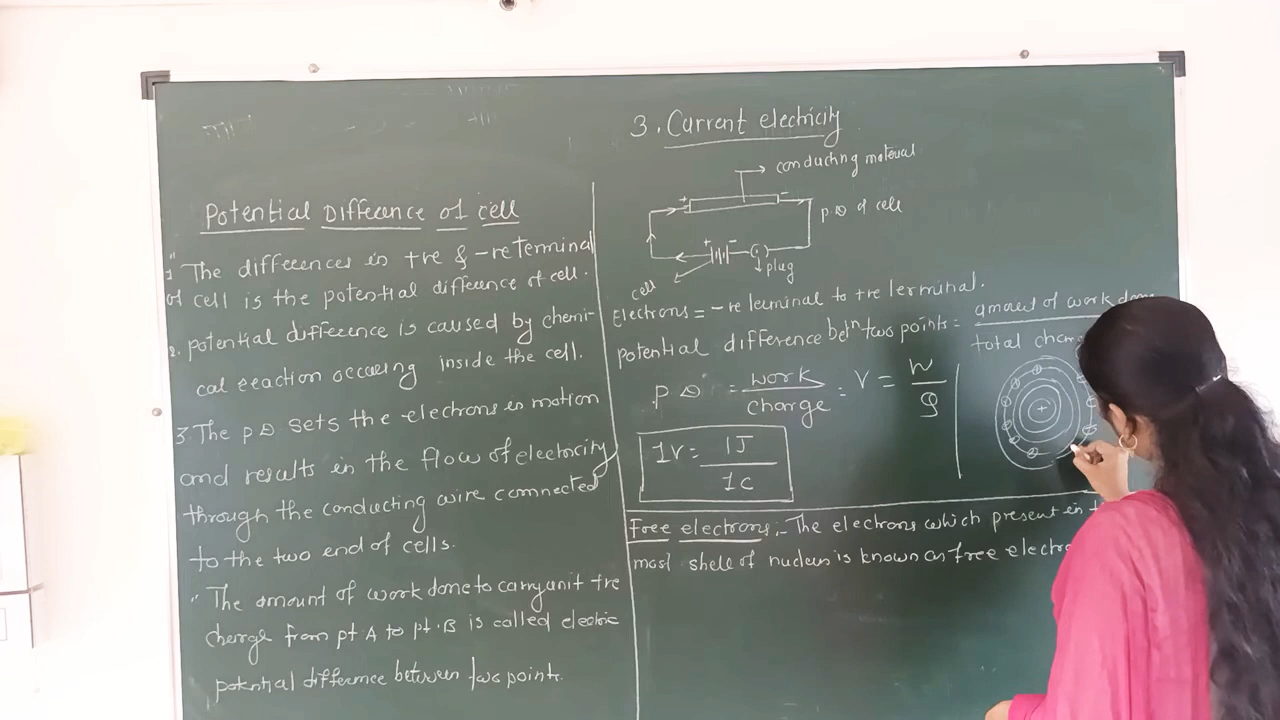 3. Current electricity
conducting material
+ -
p.D of cell
+ -
plug
cell
Potential Difference of cell
1. The differences in +ve & -ve terminal
of cell is the potential difference of cell.
2. potential difference is caused by chemi-
cal reaction occuring inside the cell.
3. The p D sets the electrons in motion
and results in the flow of electricity
through the conducting wire connected
to the two end of cells.
" The amount of work done to carry unit +ve
charge from pt A to pt. B is called electric
potential difference between two points.
Electrons = -ve terminal to +ve terminal.
potential difference betn two points = amount of work done
total
p D = work / charge = V = W / Q
1V = 1J / 1C
+
Free electrons :- The electrons which present in
most shell of nucleus is known as free